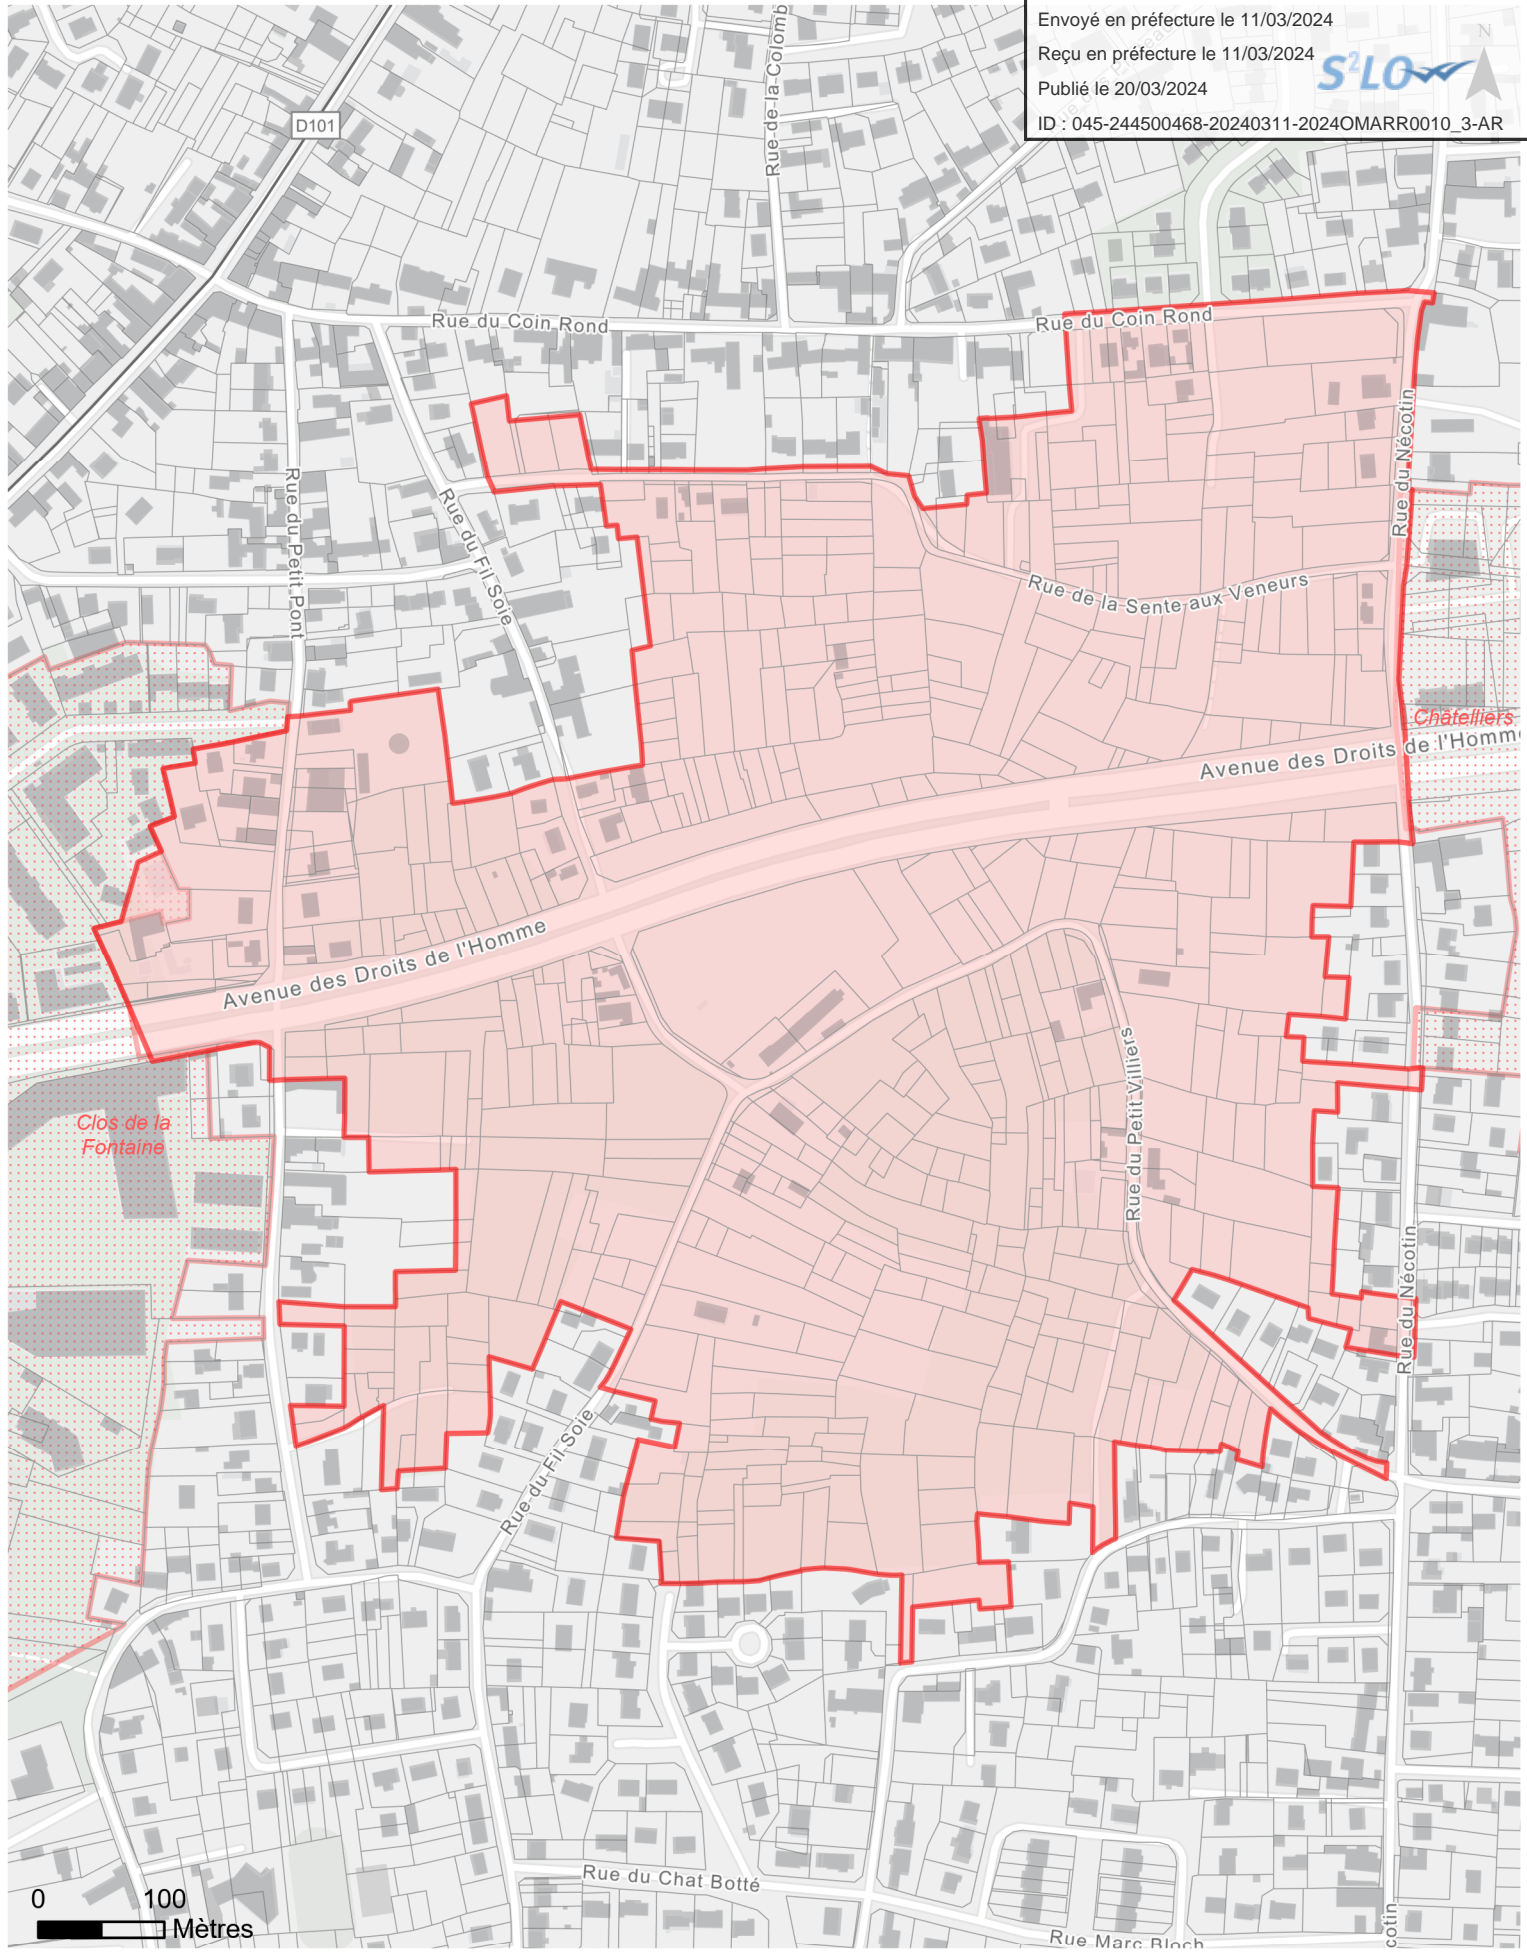 Envoyé en préfecture le 11/03/2024
Reçu en préfecture le 11/03/2024
Publié le 20/03/2024
S²LO
ID : 045-244500468-20240311-2024OMARR0010_3-AR
N
D101
Rue de la Colomb
Rue du Coin Rond
Rue du Coin Rond
Rue du Nécotin
Rue du Petit Pont
Rue du Fil Soie
Rue de la Sente aux Veneurs
Châtelliers
Avenue des Droits de l'Homme
Avenue des Droits de l'Homme
Clos de la
Fontaine
Rue du Petit Villiers
Rue du Nécotin
Rue du Fil Soie
Rue du Chat Botté
Rue Marc Bloch
cotin
0 100
Mètres